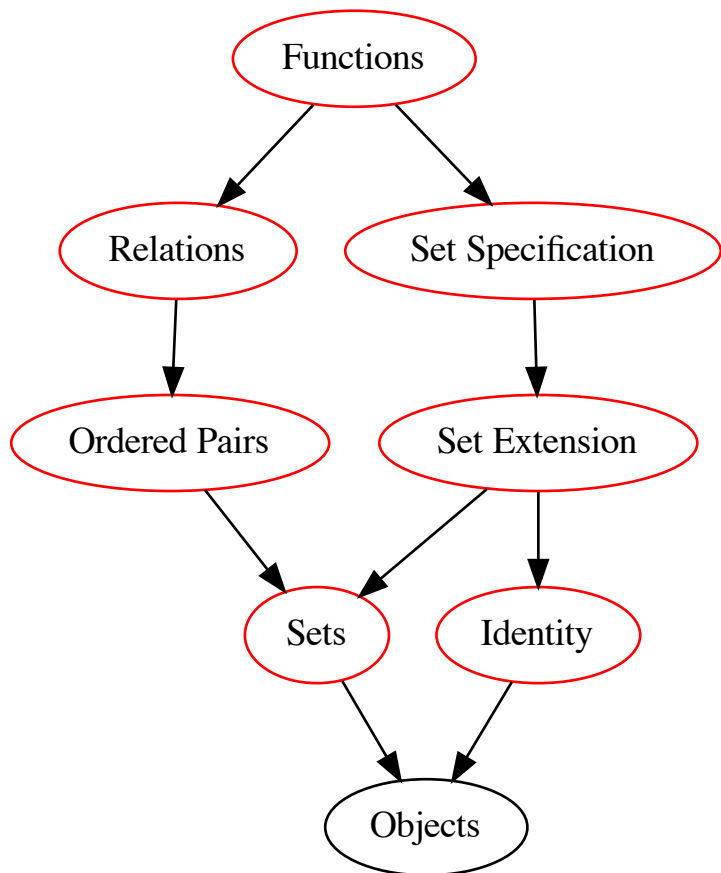 Functions
Relations
Set Specification
Ordered Pairs
Set Extension
Sets
Identity
Objects